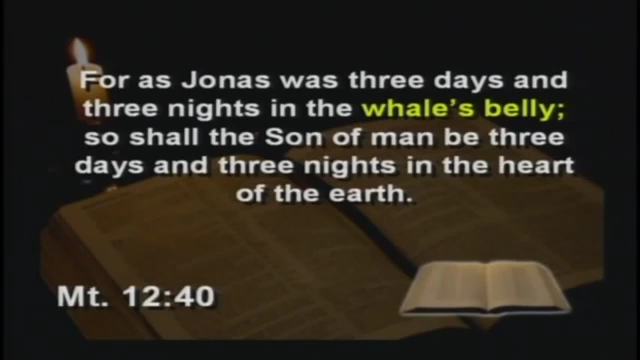 For as Jonas was three days and
three nights in the whale's belly;
so shall the Son of man be three
days and three nights in the heart
of the earth.
Mt. 12:40